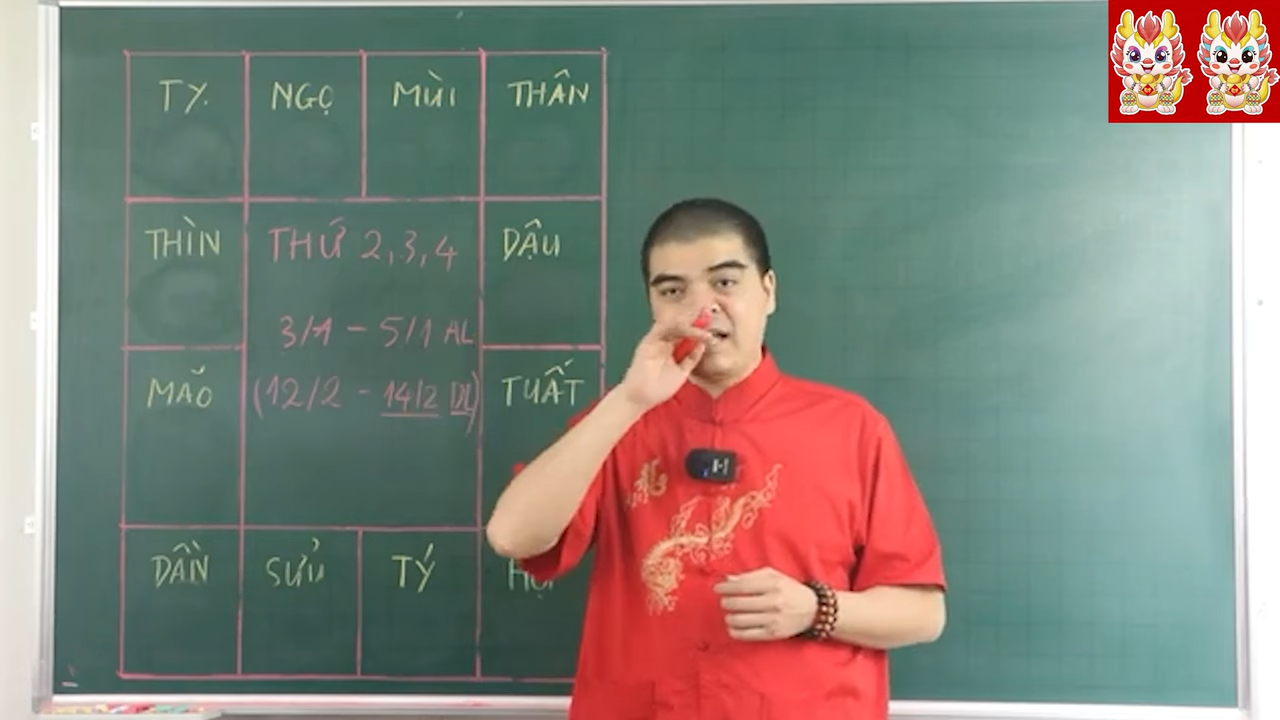 TỴ. NGỌ MÙI THÂN
THÌN THỨ 2,3,4 DẬU
3/1 - 5/1 AL
MÃO (12/2 - 14/2 DL) TUẤT
DẦN SỬU TÝ HỢI